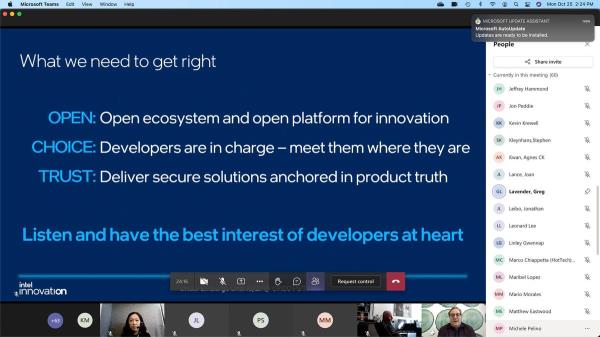 Microsoft Teams Edit View Window Help
Mon Oct 25 2:24 PM
MICROSOFT UPDATE ASSISTANT
now
Microsoft AutoUpdate
Updates are ready to be installed.
People
Share invite
Currently in this meeting (60)
JH Jeffrey Hammond
JP Jon Peddie
KK Kevin Krewell
SK Kleynhans,Stephen
AK Kwan, Agnes CK
JL Lance, Joan
GL Lavender, Greg
JL Leibo, Jonathan
LL Leonard Lee
LG Linley Gwennap
MC Marco Chiappetta (HotTech)...
ML Maribel Lopez
MM Mario Morales
ME Matthew Eastwood
MP Michele Pelino
What we need to get right
OPEN: Open ecosystem and open platform for innovation
CHOICE: Developers are in charge – meet them where they are
TRUST: Deliver secure solutions anchored in product truth
Listen and have the best interest of developers at heart
intel
innovation
24:16
Request control
KM
JL
PS
MM